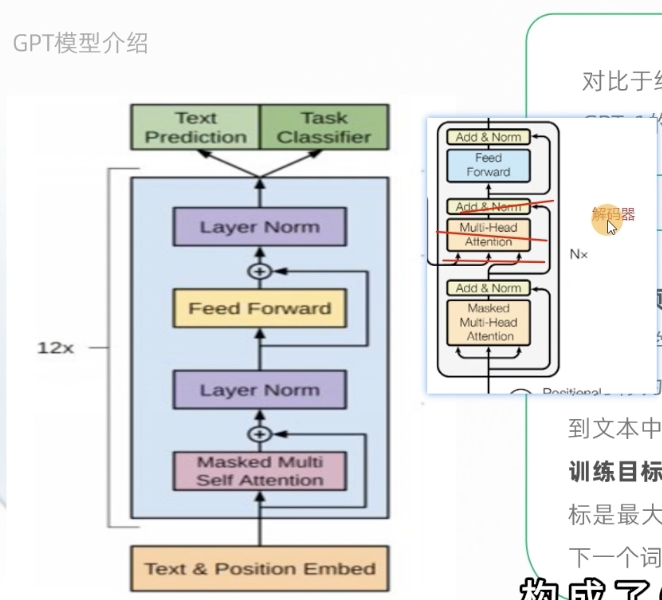 GPT模型介绍
Text
Prediction
Task
Classifier
Layer Norm
Feed Forward
12x
Layer Norm
Masked Multi
Self Attention
Text & Position Embed
Add & Norm
Feed
Forward
Add & Norm
Multi-Head
Attention
Add & Norm
Masked
Multi-Head
Attention
Nx
解码器
Positional
对比于
到文本中
训练目标
标是最大
下一个词
构成了